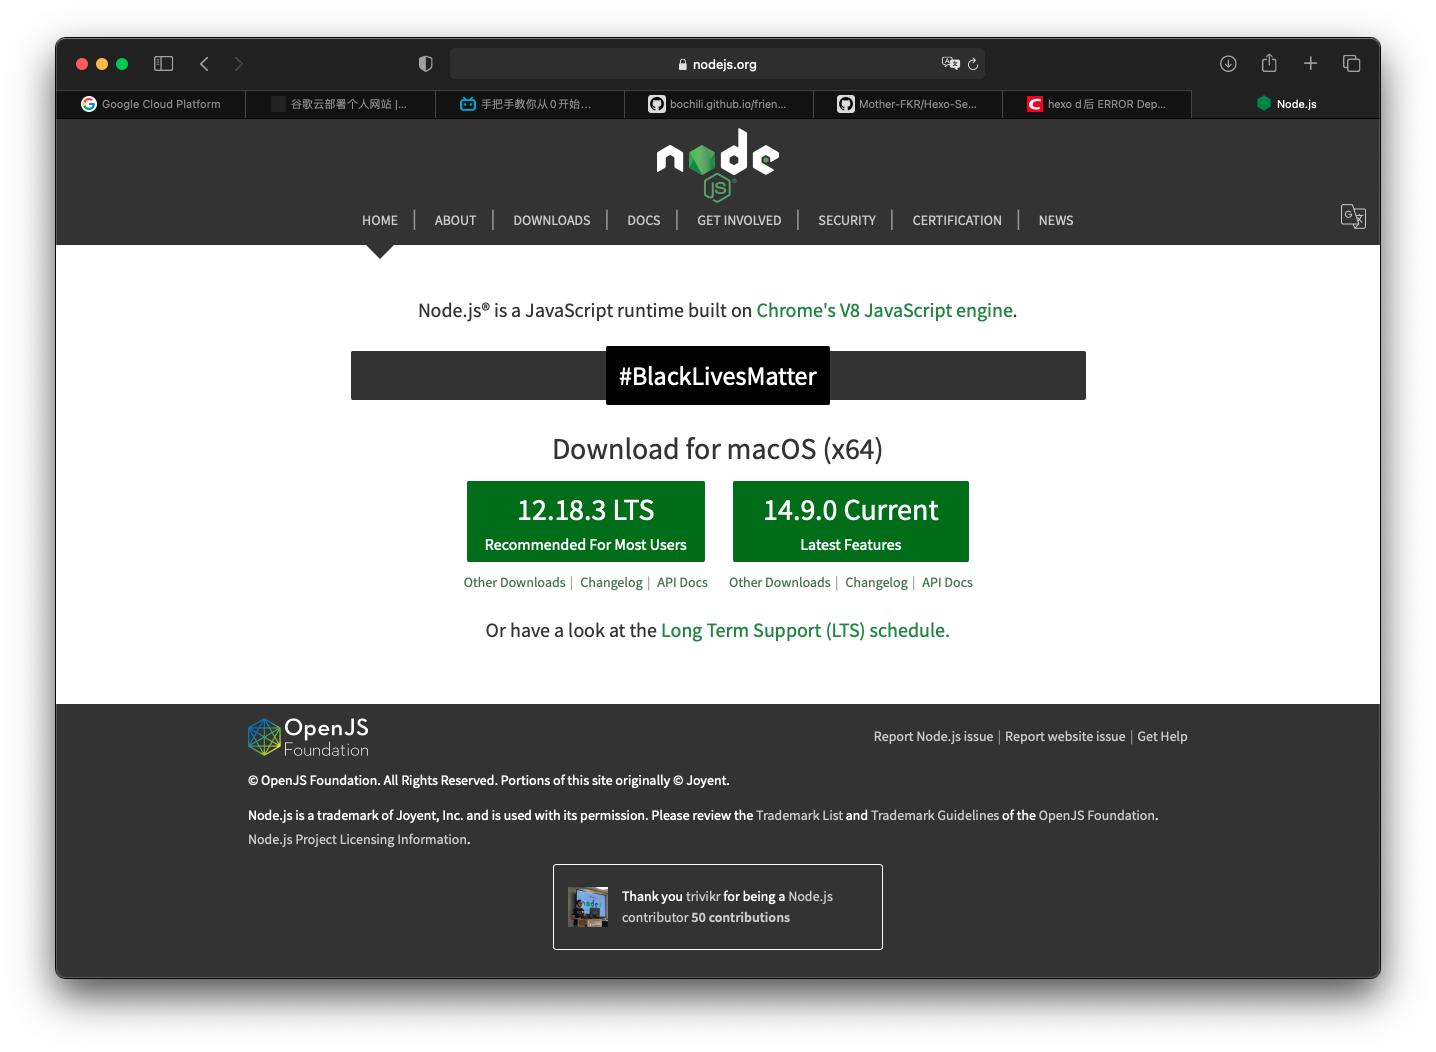 nodejs.org
Google Cloud Platform
谷歌云部署个人网站 |...
手把手教你从 0 开始...
bochili.github.io/frien...
Mother-FKR/Hexo-Se...
hexo d 后 ERROR Dep...
Node.js
node
JS
HOME
ABOUT
DOWNLOADS
DOCS
GET INVOLVED
SECURITY
CERTIFICATION
NEWS
Node.js® is a JavaScript runtime built on Chrome's V8 JavaScript engine.
#BlackLivesMatter
Download for macOS (x64)
12.18.3 LTS
Recommended For Most Users
14.9.0 Current
Latest Features
Other Downloads | Changelog | API Docs
Other Downloads | Changelog | API Docs
Or have a look at the Long Term Support (LTS) schedule.
OpenJS
Foundation
Report Node.js issue | Report website issue | Get Help
© OpenJS Foundation. All Rights Reserved. Portions of this site originally © Joyent.
Node.js is a trademark of Joyent, Inc. and is used with its permission. Please review the Trademark List and Trademark Guidelines of the OpenJS Foundation.
Node.js Project Licensing Information.
Thank you trivikr for being a Node.js
contributor 50 contributions